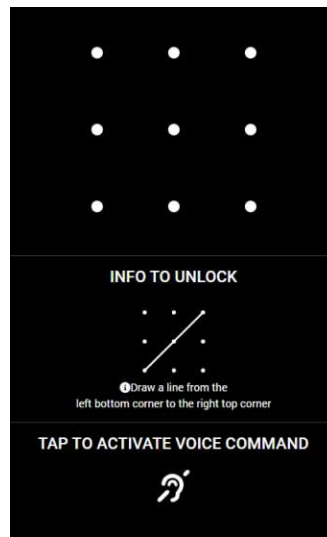 INFO TO UNLOCK
Draw a line from the
left bottom corner to the right top corner
TAP TO ACTIVATE VOICE COMMAND